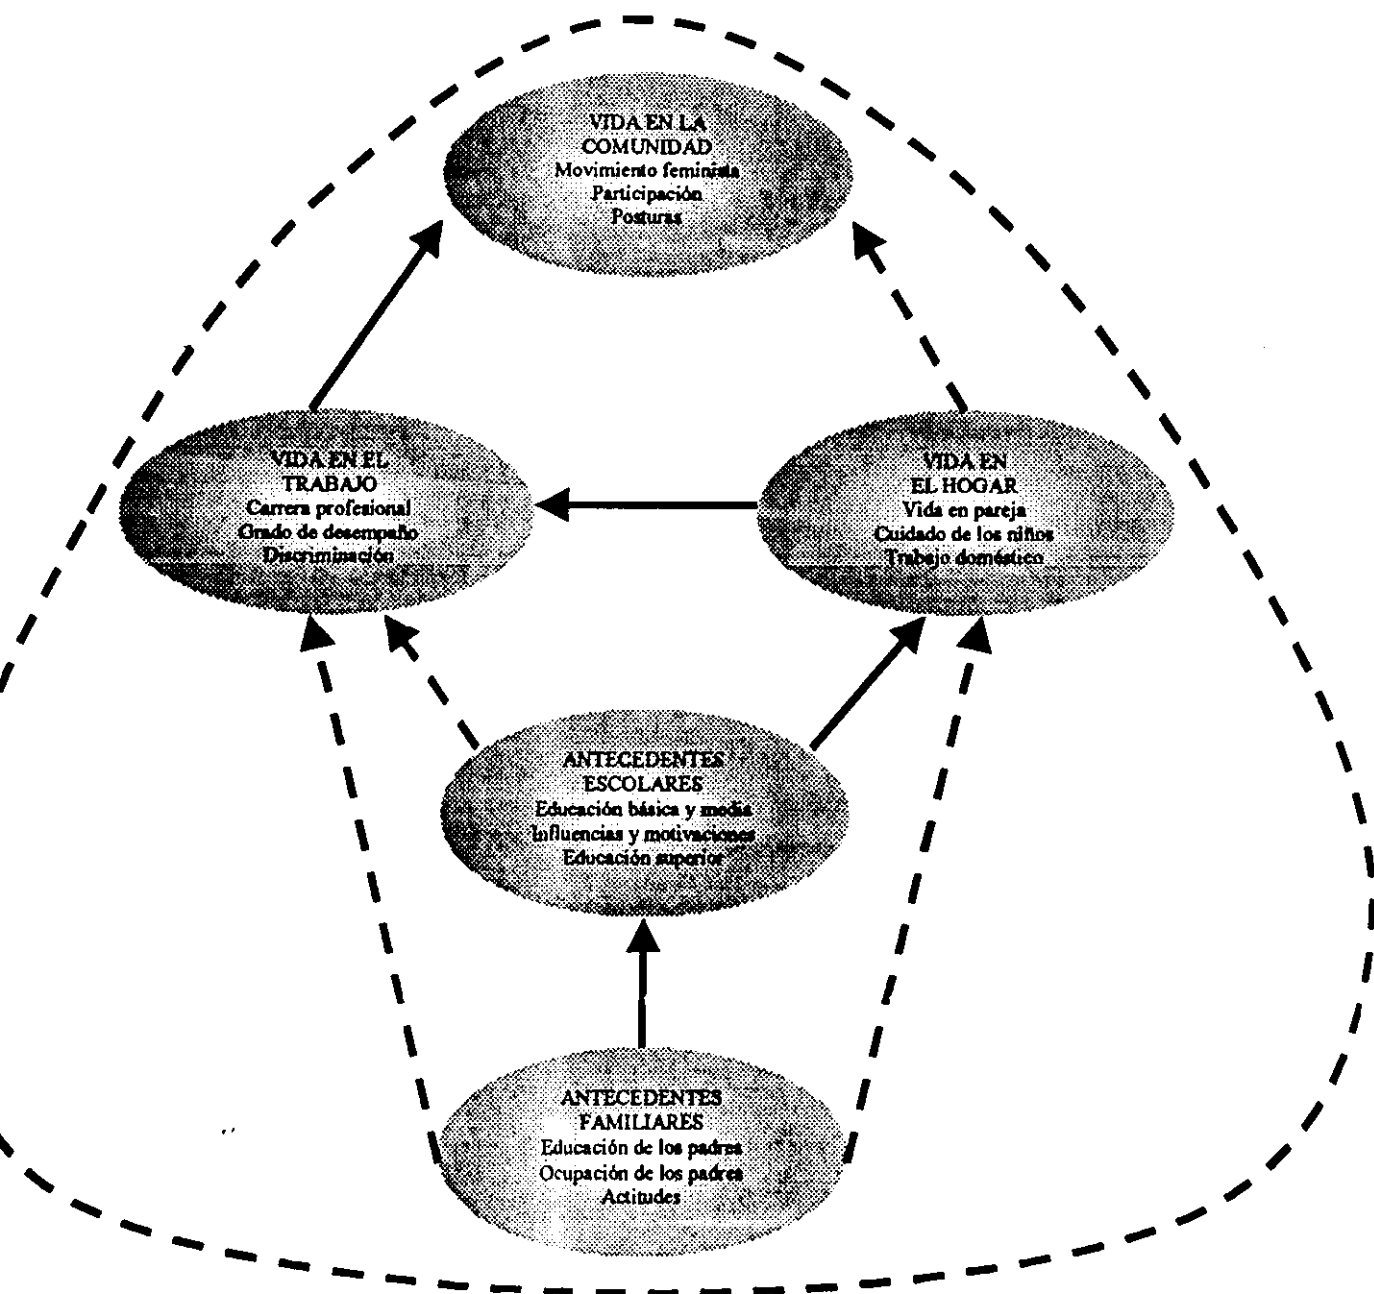 VIDA EN LA
COMUNIDAD
Movimiento feminista
Participación
Posturas
VIDA EN EL
TRABAJO
Carrera profesional
Grado de desempaño
Discriminación
VIDA EN
EL HOGAR
Vida en pareja
Cuidado de los niños
Trabajo doméstico
ANTECEDENTES
ESCOLARES
Educación básica y media
Influencias y motivaciones
Educación superior
ANTECEDENTES
FAMILIARES
Educación de los padres
Ocupación de los padres
Actitudes